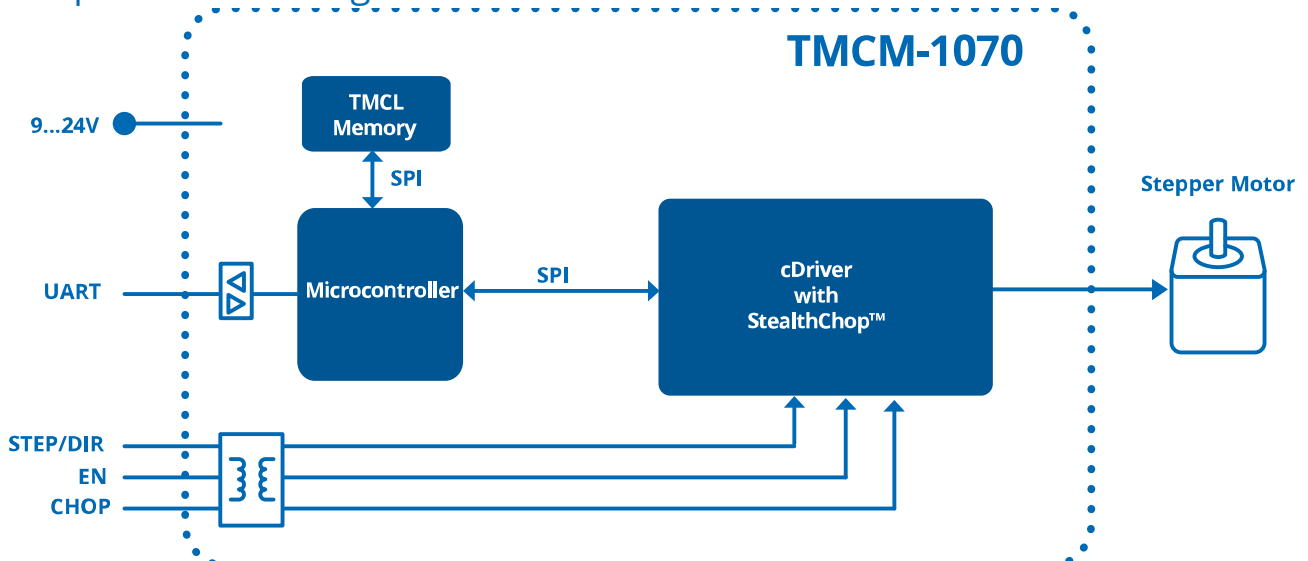 TMCM-1070
TMCL
Memory
9...24V
SPI
Stepper Motor
UART
Microcontroller
SPI
cDriver
with
StealthChop™
STEP/DIR
EN
CHOP